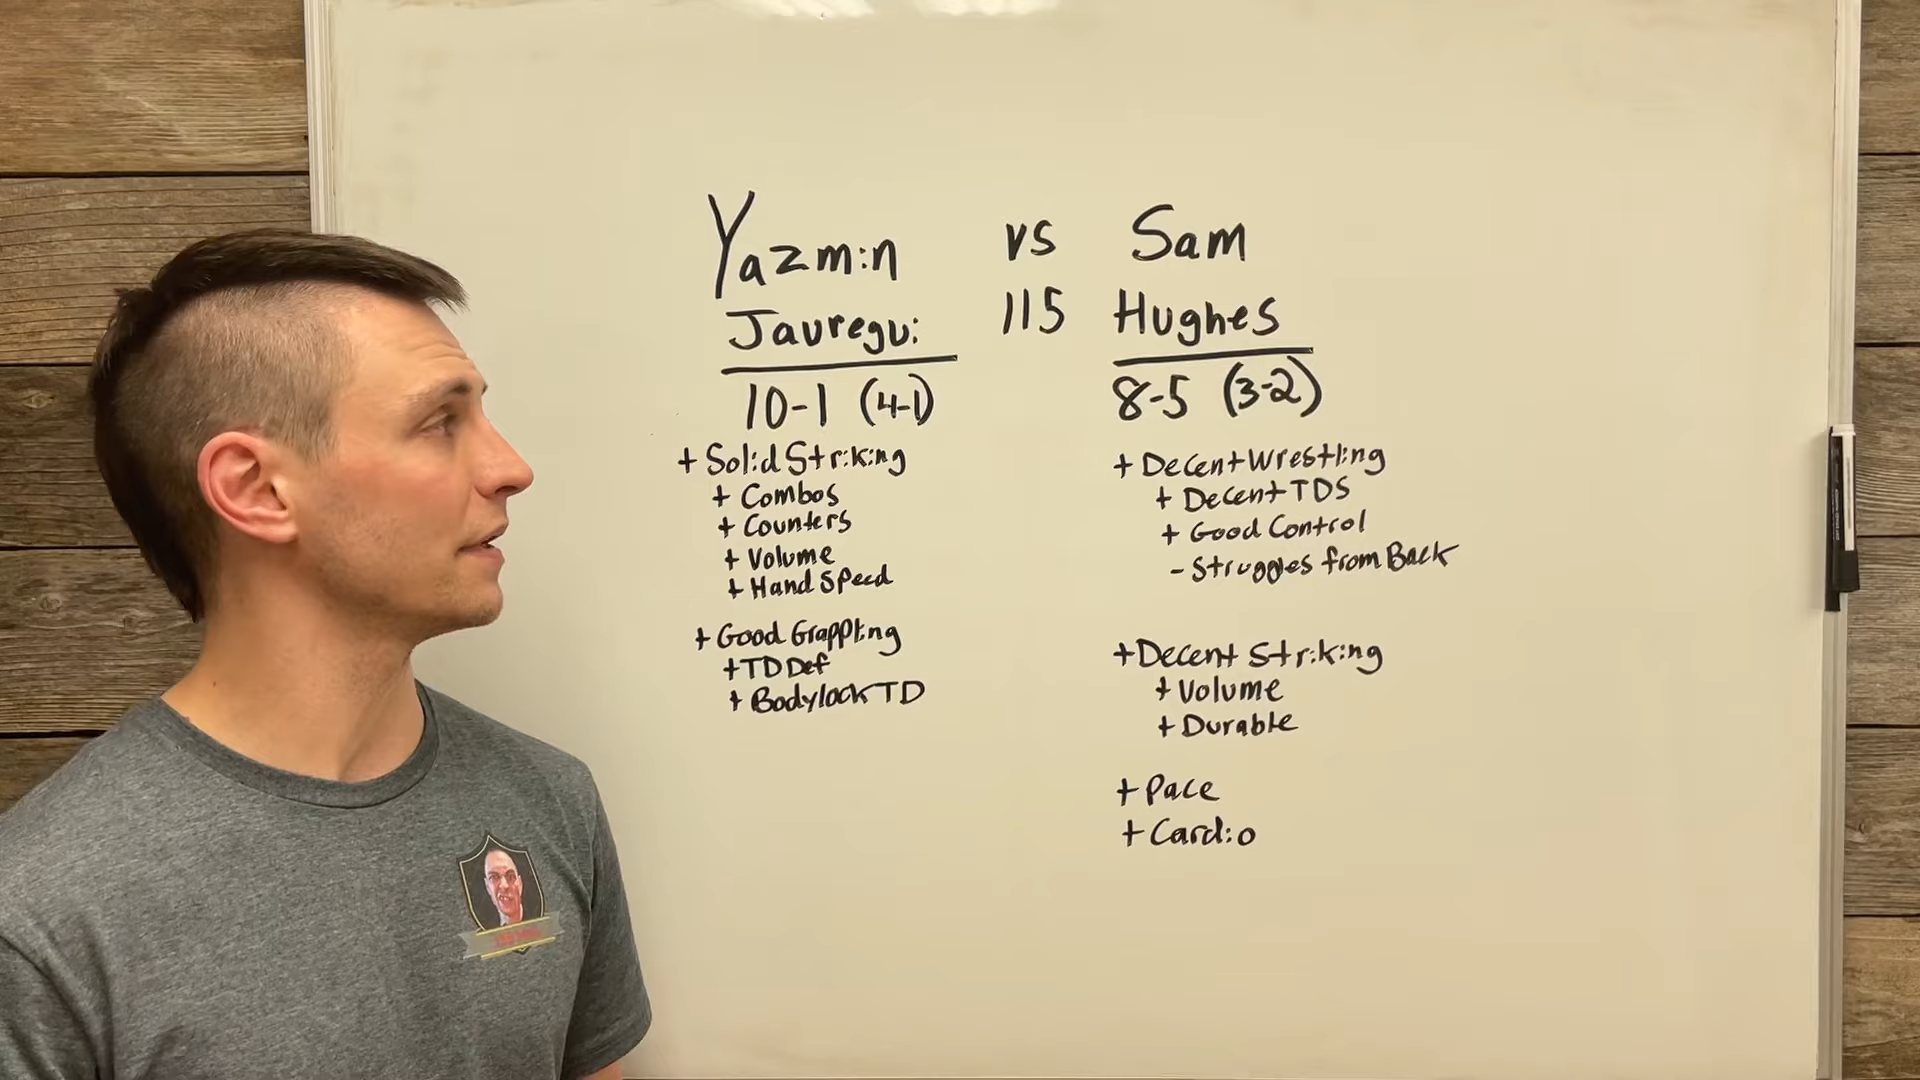 Yazmin vs Sam
Jauregui 115 Hughes
10-1 (4-1)
8-5 (3-2)
+ Solid Striking
+ Combos
+ Counters
+ Volume
+ Hand Speed
+ Good Grappling
+ TD Def
+ Bodylock TD
+ Decent Wrestling
+ Decent TDS
+ Good Control
- Struggles from Back
+ Decent Striking
+ Volume
+ Durable
+ Pace
+ Cardio